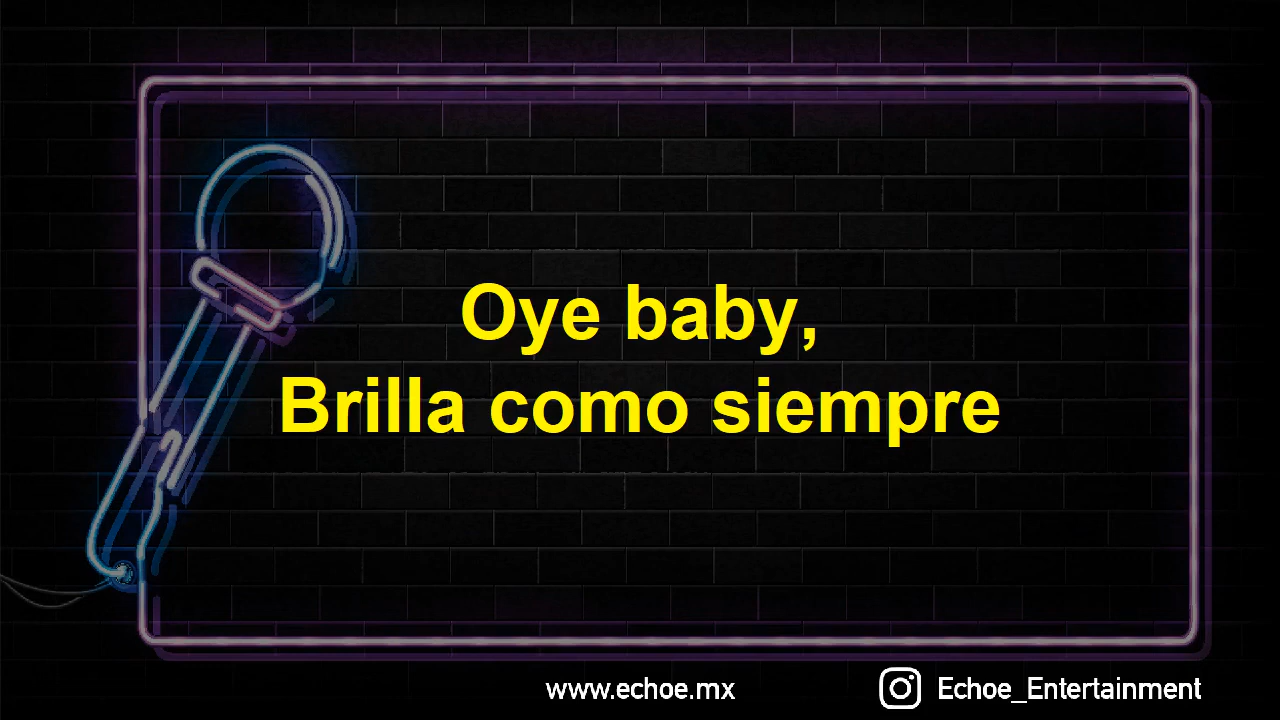 Oye baby,
Brilla como siempre
www.echoe.mx
Echoe_Entertainment